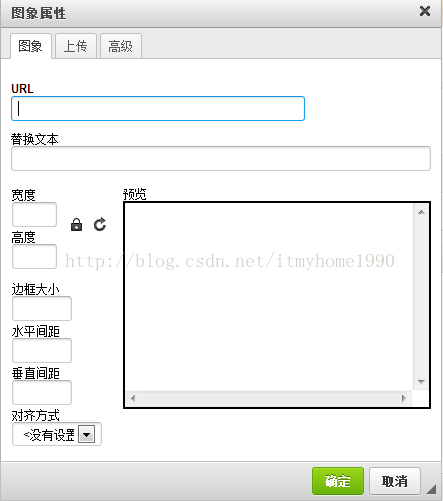 图象属性
图象 上传 高级
URL
替换文本
宽度
预览
高度
http://blog.csdn.net/itmyhome1990
边框大小
水平间距
垂直间距
对齐方式
<没有设置
确定 取消